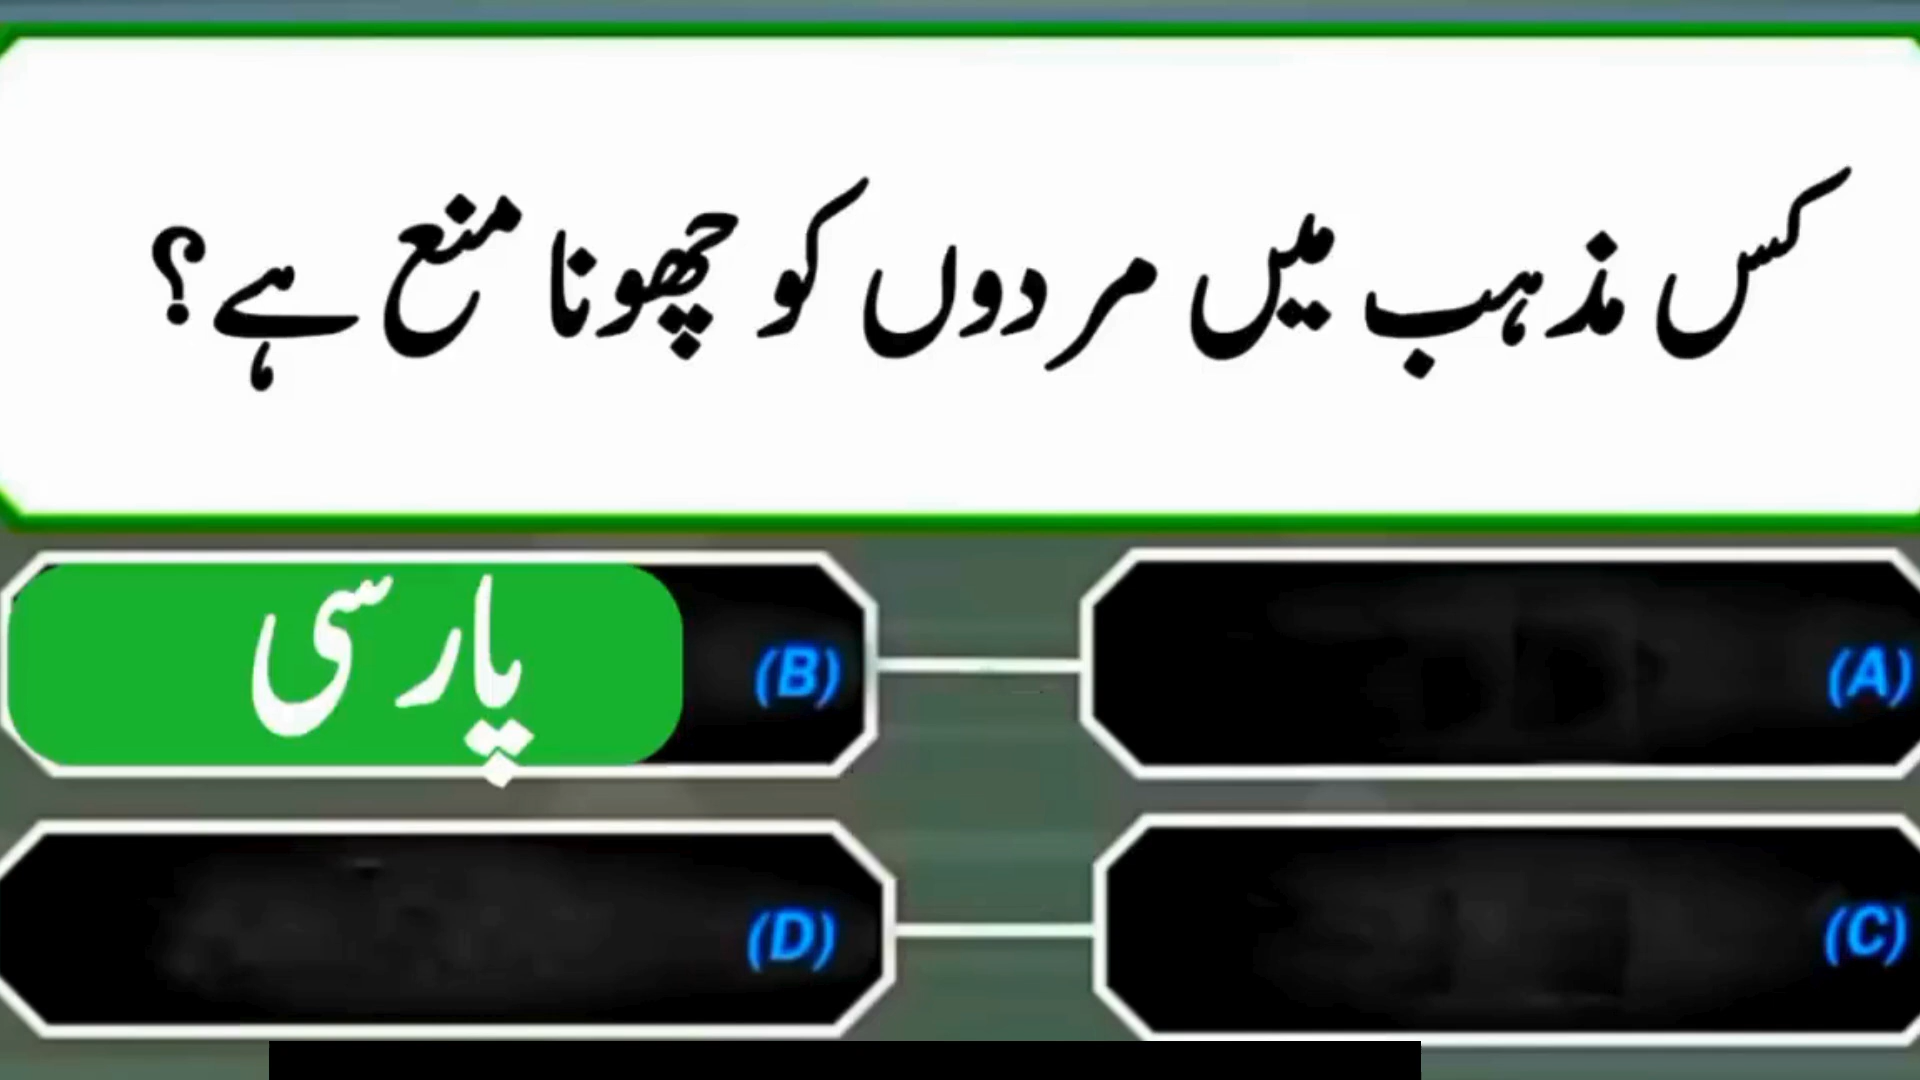 کس مذہب میں مردوں کو چھونا منع ہے؟
(A)
(B) پارسی
(C)
(D)